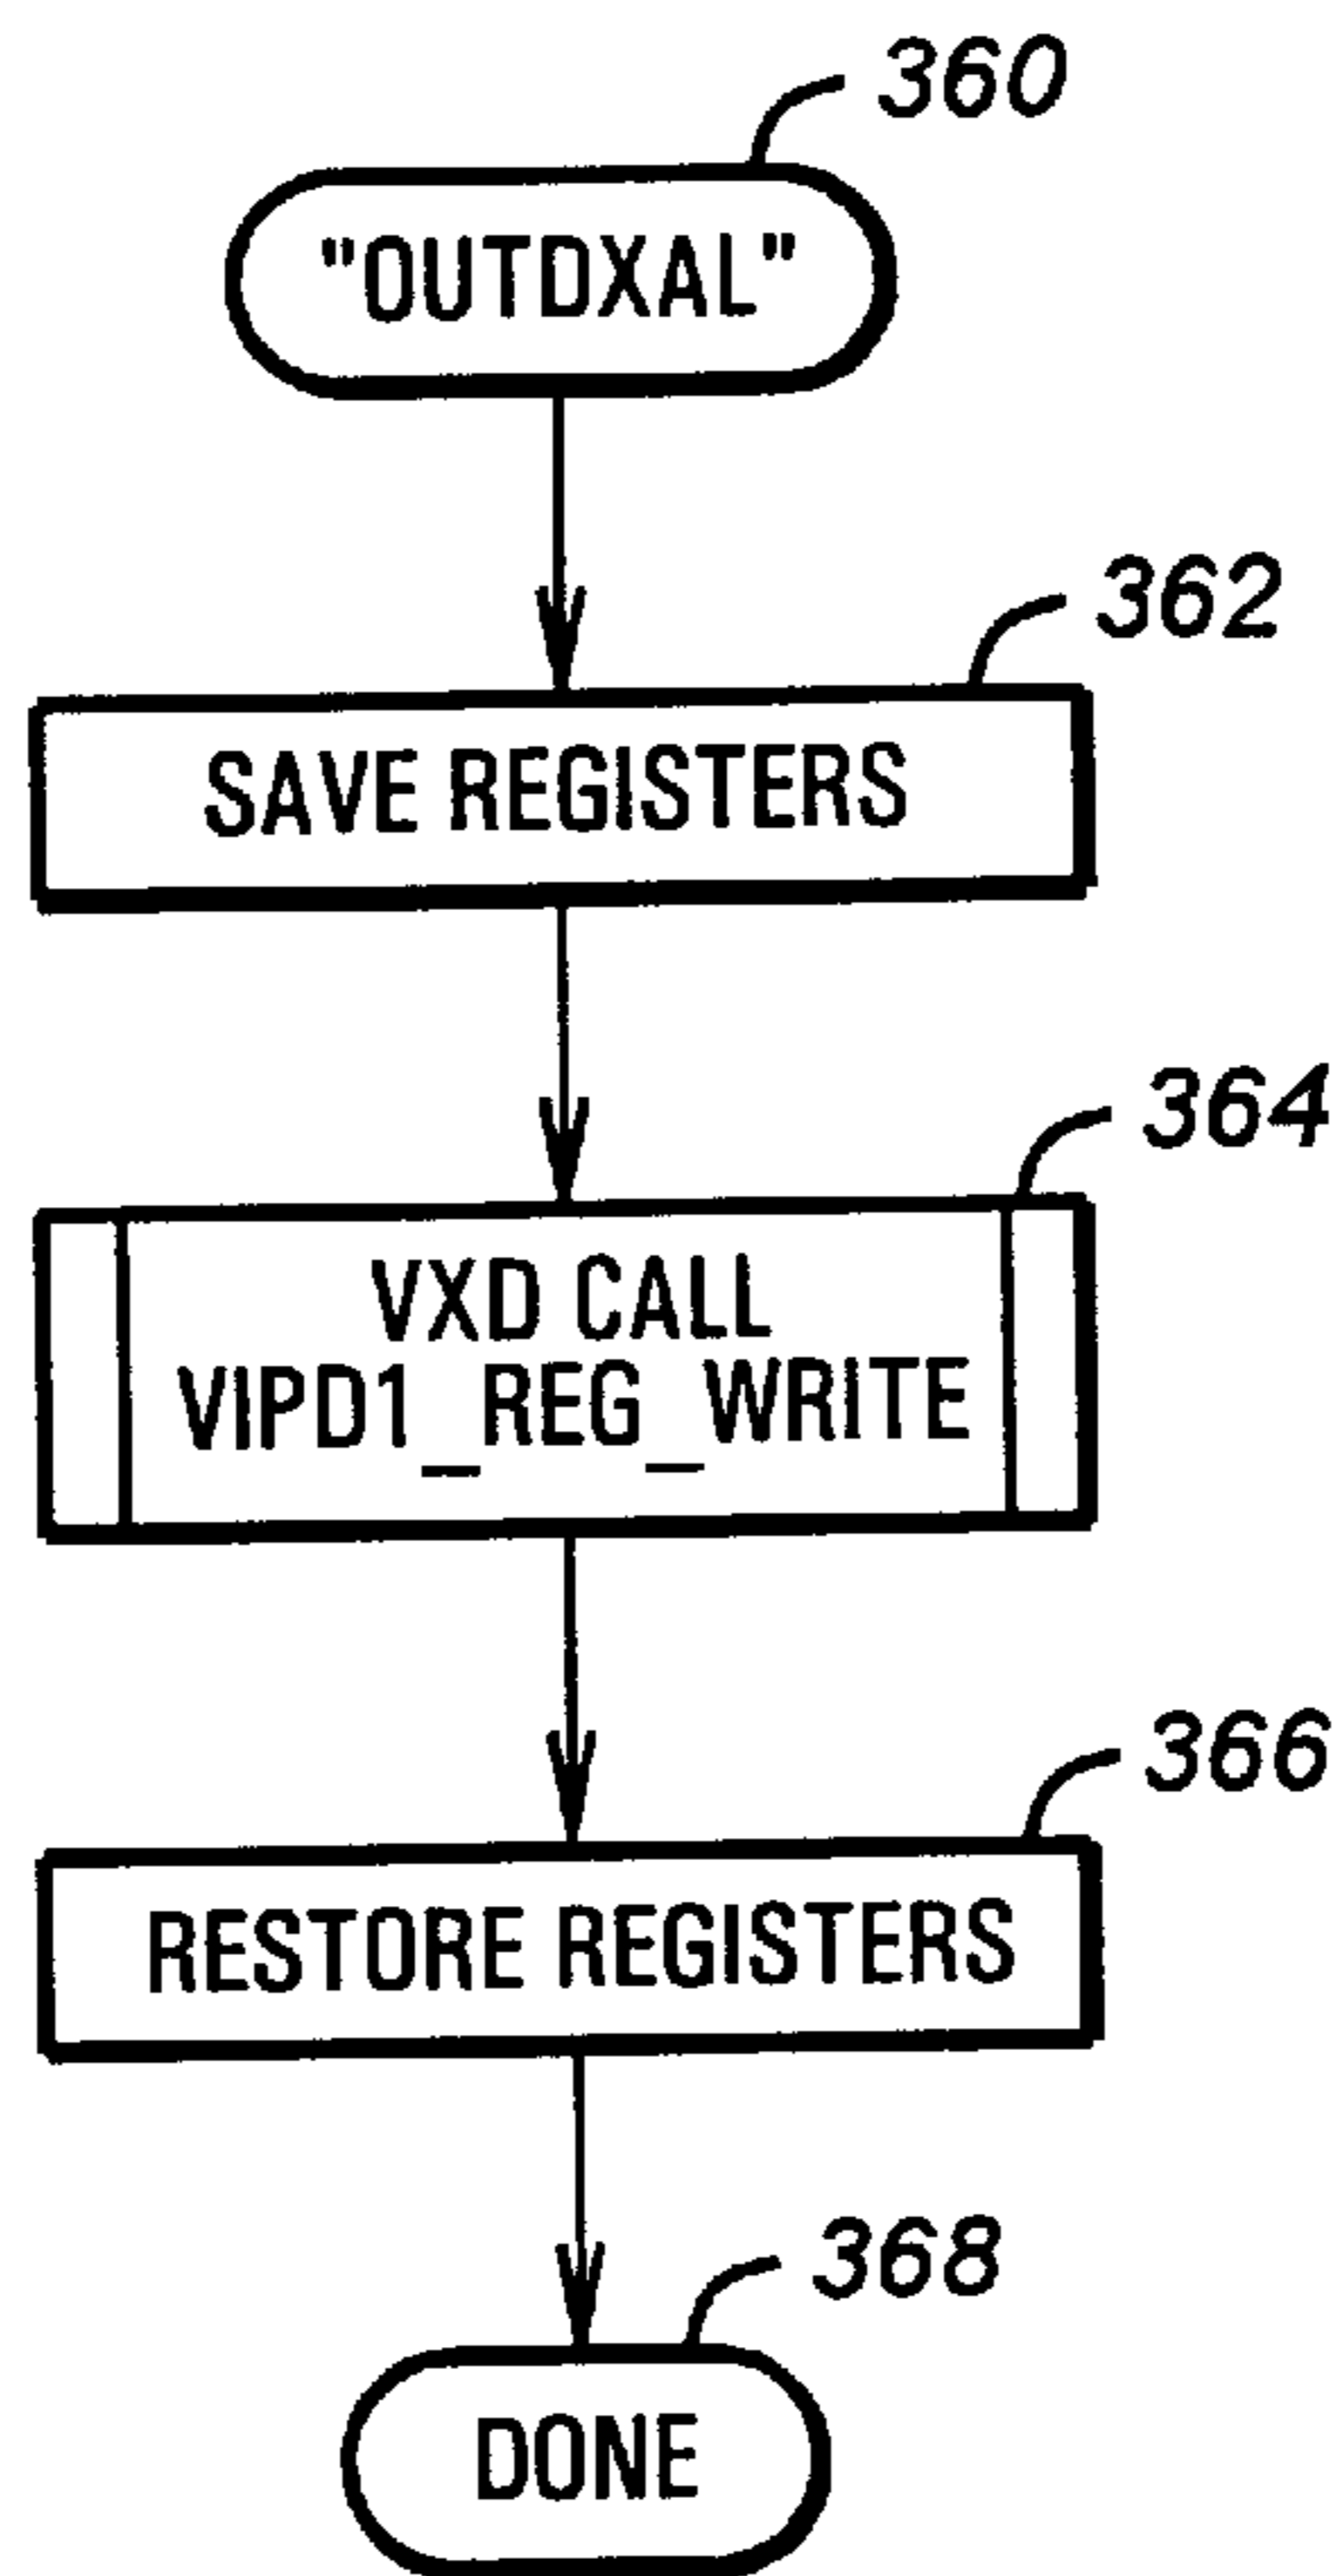 360
"OUTDXAL"
362
SAVE REGISTERS
364
VXD CALL
VIPD1_REG_WRITE
366
RESTORE REGISTERS
368
DONE